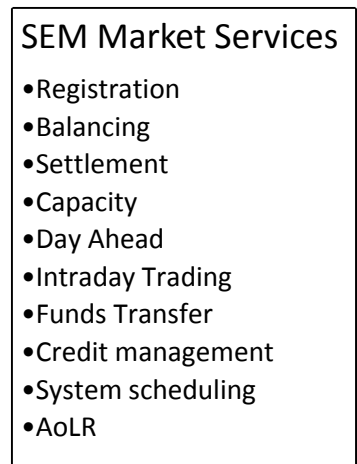 SEM Market Services
•Registration
•Balancing
•Settlement
•Capacity
•Day Ahead
•Intraday Trading
•Funds Transfer
•Credit management
•System scheduling
•AoLR